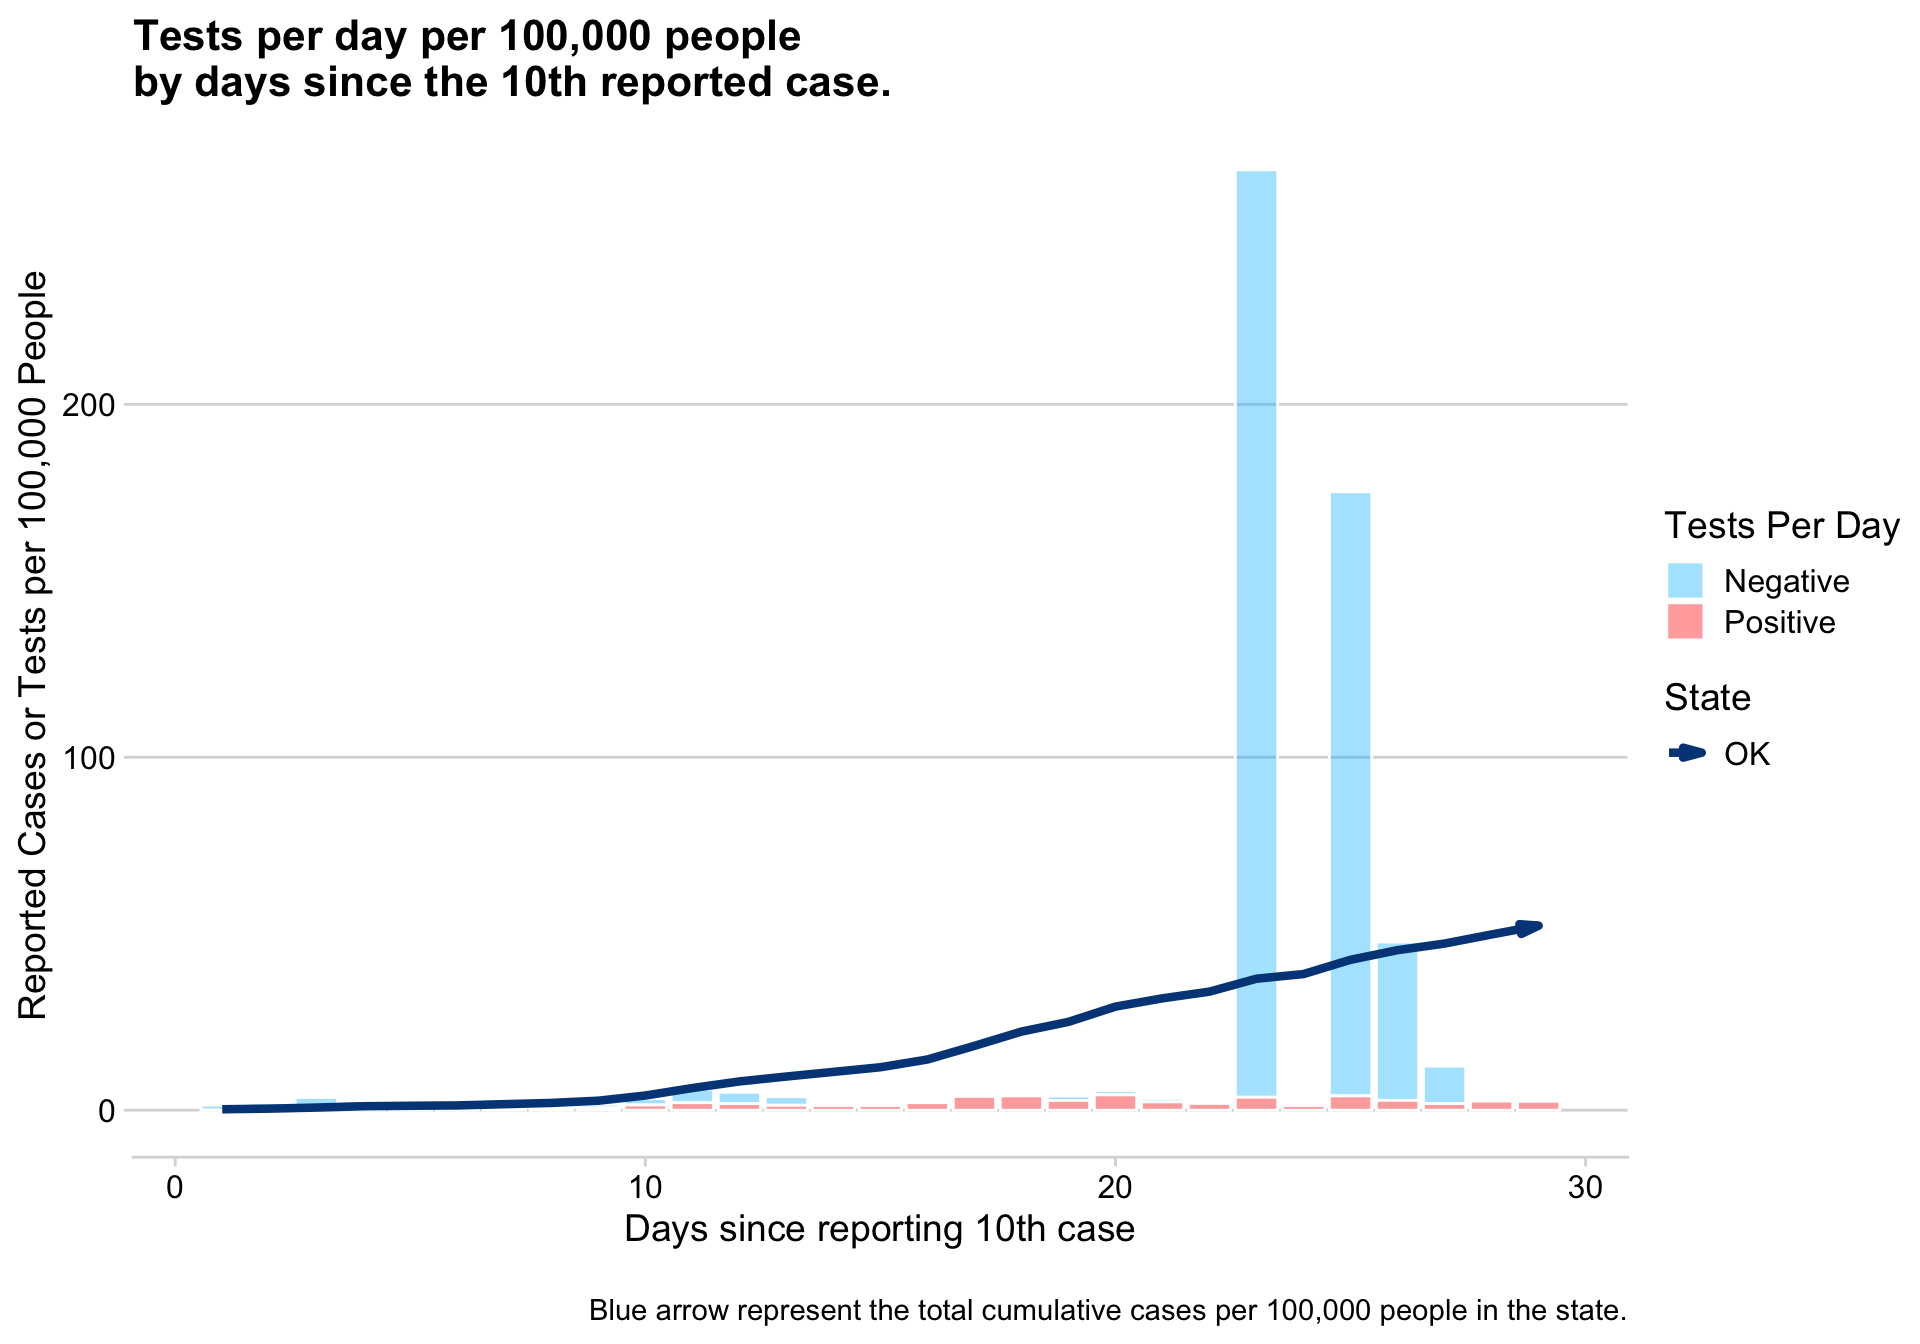 Tests per day per 100,000 people
by days since the 10th reported case.
Reported Cases or Tests per 100,000 People
200
100
0
0
10
20
30
Days since reporting 10th case
Tests Per Day
Negative
Positive
State
OK
Blue arrow represent the total cumulative cases per 100,000 people in the state.